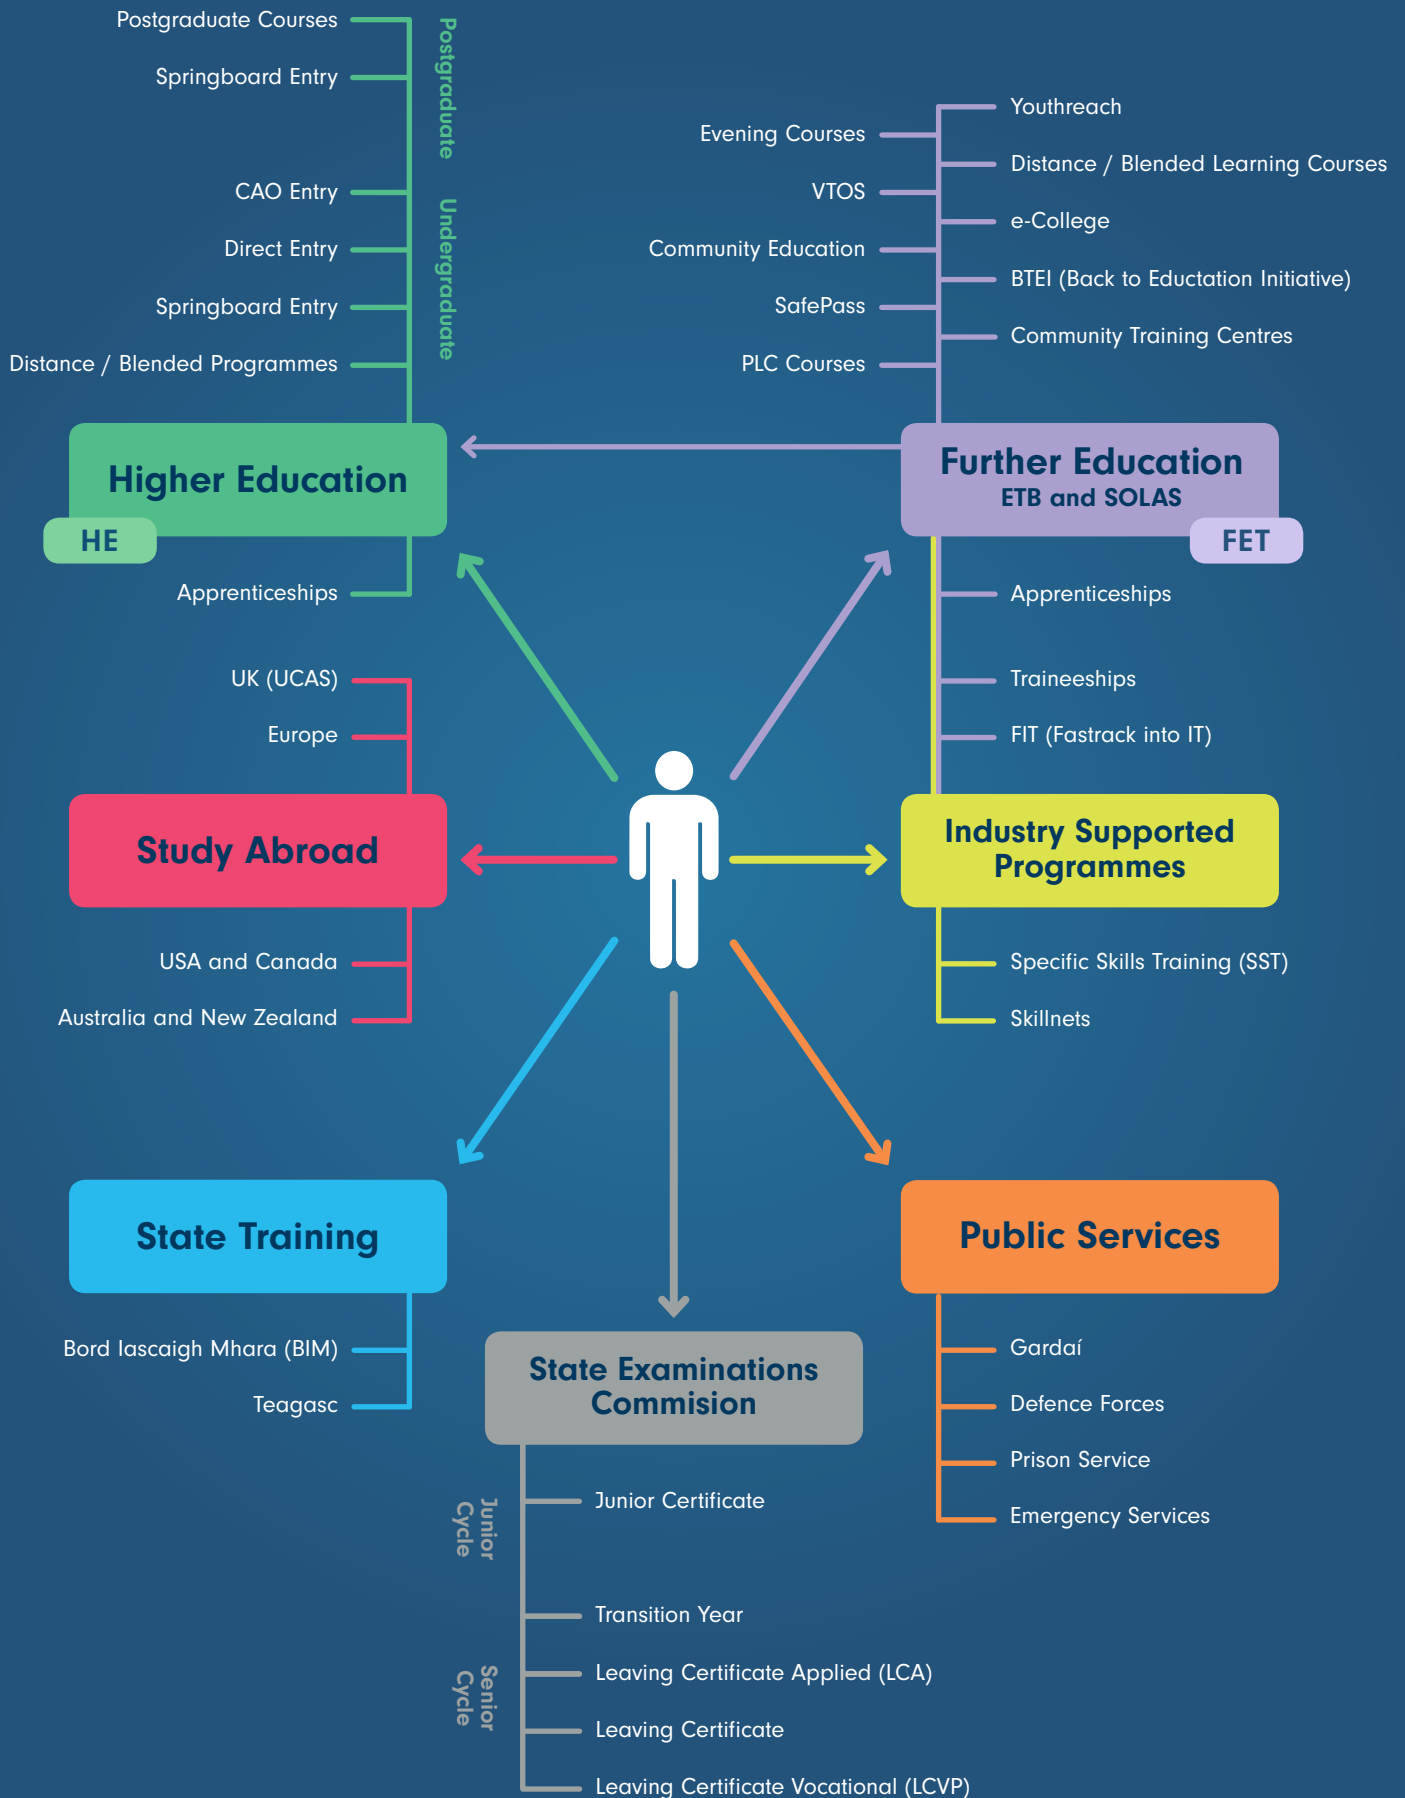 Postgraduate Courses
Springboard Entry
Postgraduate
CAO Entry
Direct Entry
Springboard Entry
Distance / Blended Programmes
Undergraduate
Higher Education
HE
Apprenticeships
Evening Courses
VTOS
Community Education
SafePass
PLC Courses
Youthreach
Distance / Blended Learning Courses
e-College
BTEI (Back to Eductation Initiative)
Community Training Centres
Further Education
ETB and SOLAS
FET
Apprenticeships
Traineeships
FIT (Fastrack into IT)
UK (UCAS)
Europe
Study Abroad
USA and Canada
Australia and New Zealand
Industry Supported
Programmes
Specific Skills Training (SST)
Skillnets
State Training
Bord Iascaigh Mhara (BIM)
Teagasc
Public Services
Gardaí
Defence Forces
Prison Service
Emergency Services
State Examinations
Commision
Junior
Cycle
Junior Certificate
Senior
Cycle
Transition Year
Leaving Certificate Applied (LCA)
Leaving Certificate
Leaving Certificate Vocational (LCVP)